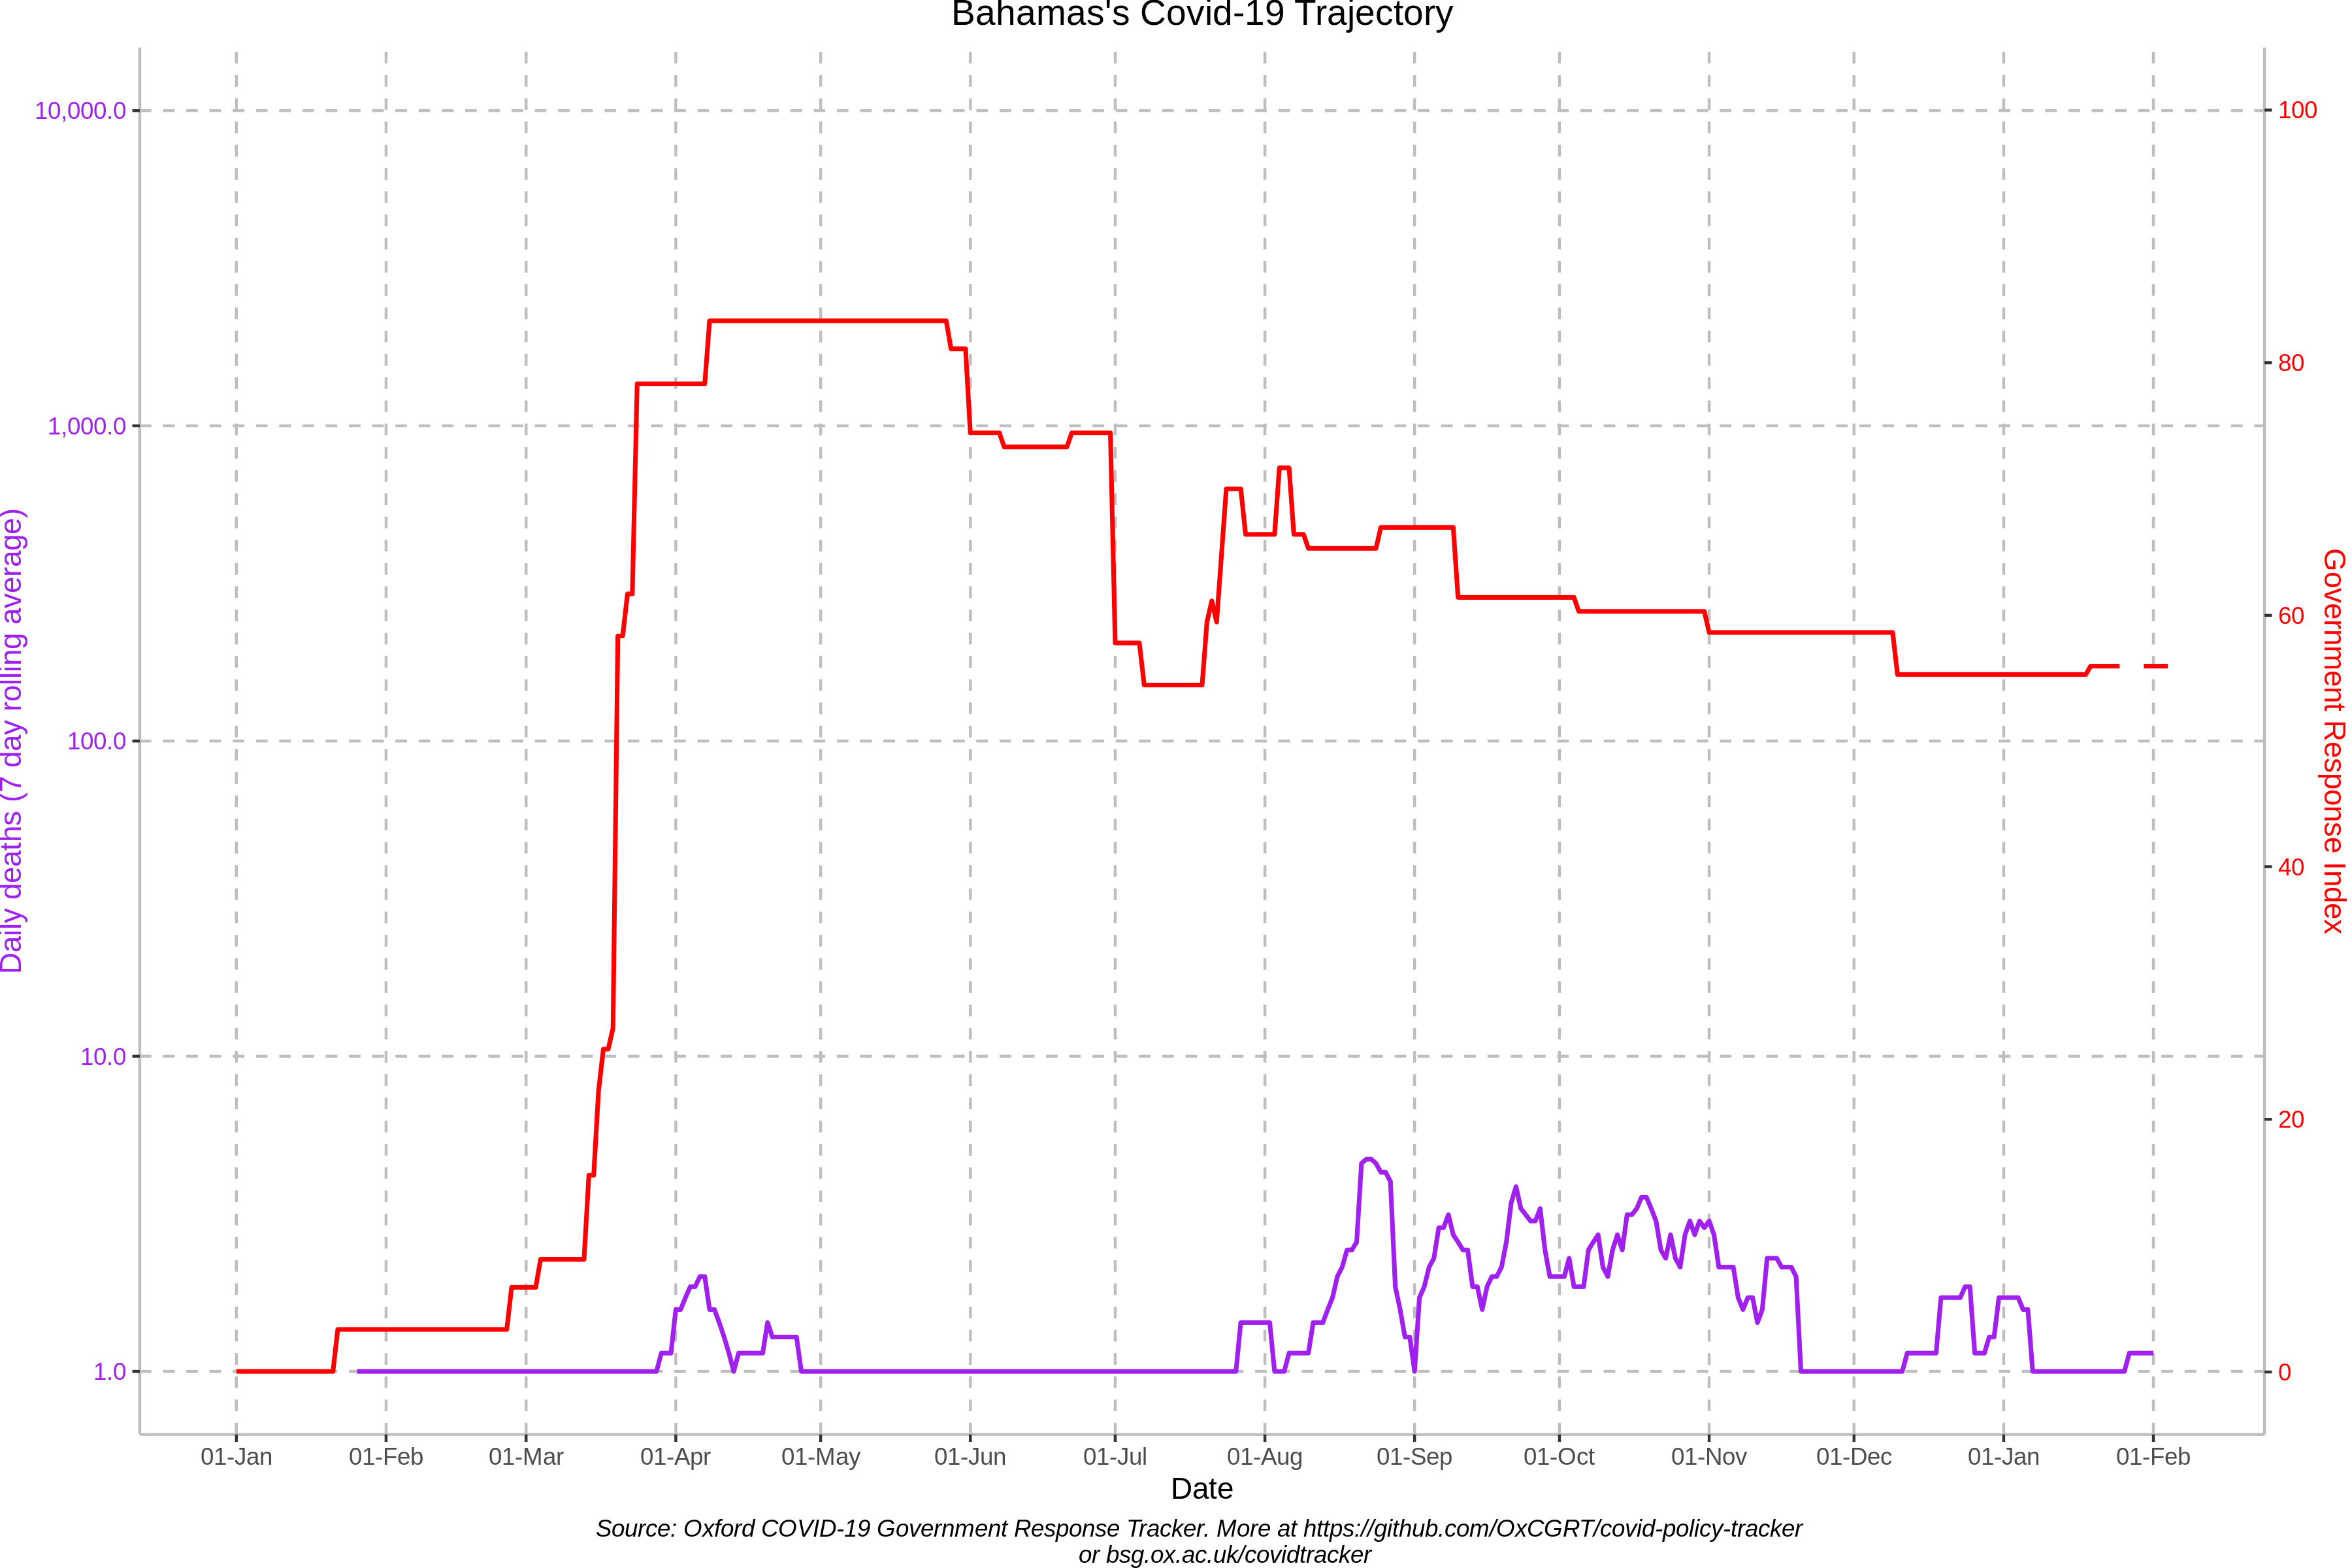 Bahamas's Covid-19 Trajectory
10,000.0
1,000.0
100.0
10.0
1.0
Daily deaths (7 day rolling average)
100
80
60
40
20
0
Government Response Index
01-Jan 01-Feb 01-Mar 01-Apr 01-May 01-Jun 01-Jul 01-Aug 01-Sep 01-Oct 01-Nov 01-Dec 01-Jan 01-Feb
Date
Source: Oxford COVID-19 Government Response Tracker. More at https://github.com/OxCGRT/covid-policy-tracker
or bsg.ox.ac.uk/covidtracker